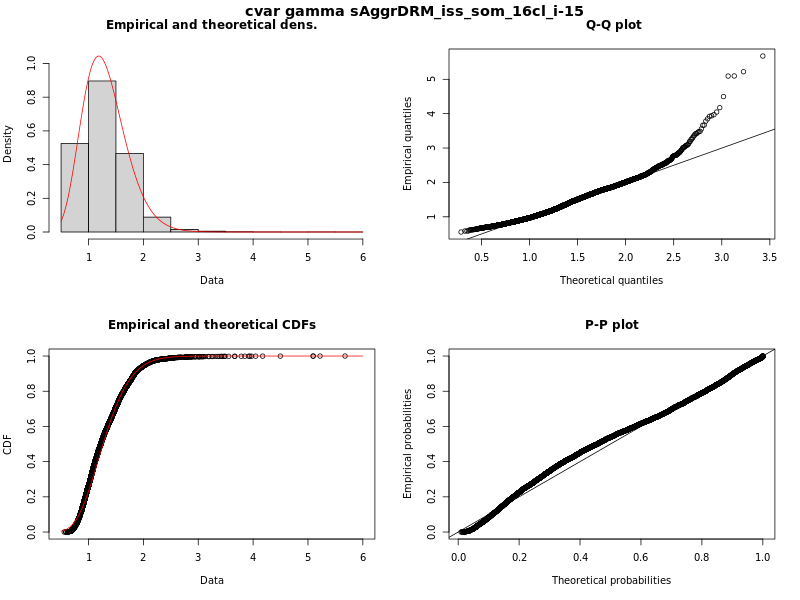 cvar gamma sAggrDRM_iss_som_16cl_i-15
Empirical and theoretical dens.
Density
0.0 0.2 0.4 0.6 0.8 1.0
1 2 3 4 5 6
Data
Q-Q plot
Empirical quantiles
1 2 3 4 5
0.5 1.0 1.5 2.0 2.5 3.0 3.5
Theoretical quantiles
Empirical and theoretical CDFs
CDF
0.0 0.2 0.4 0.6 0.8 1.0
1 2 3 4 5 6
Data
P-P plot
Empirical probabilities
0.0 0.2 0.4 0.6 0.8 1.0
0.0 0.2 0.4 0.6 0.8 1.0
Theoretical probabilities